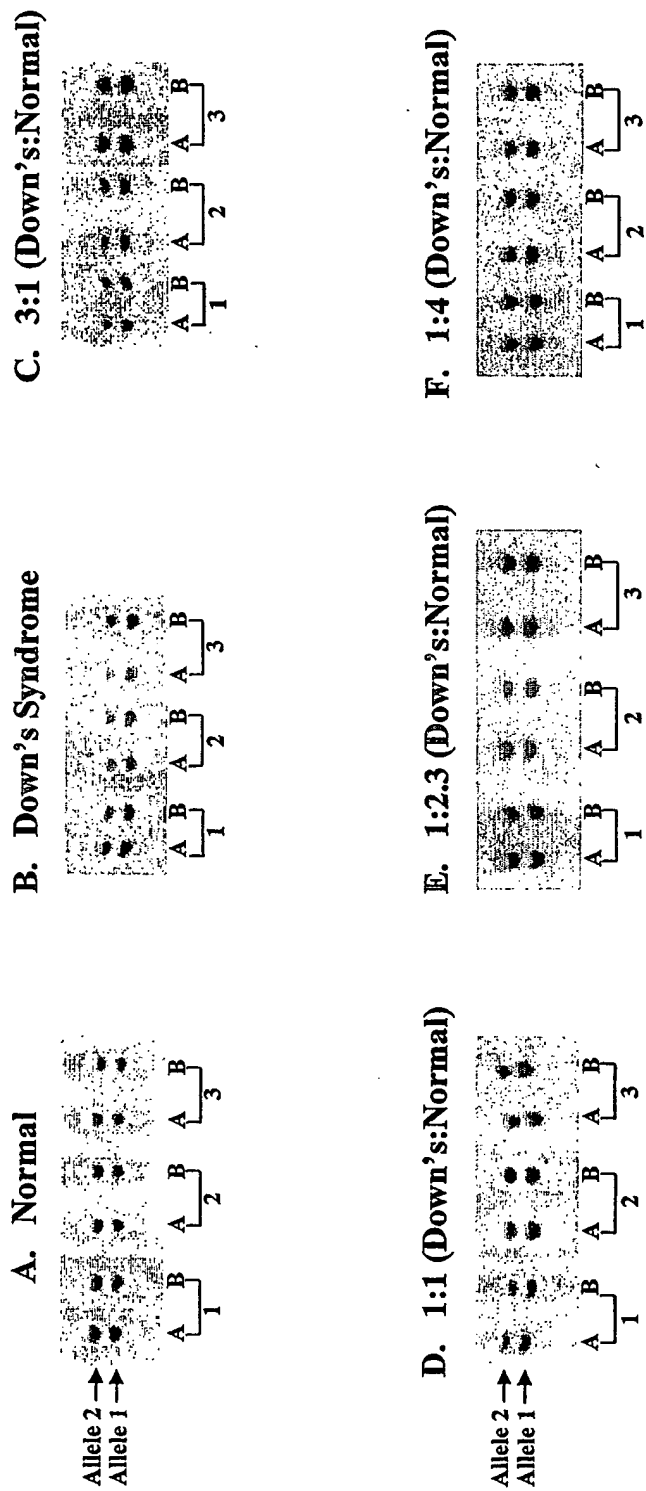 A. Normal
Allele 2
Allele 1
A B A B A B
1 2 3
B. Down's Syndrome
A B A B A B
1 2 3
C. 3:1 (Down's:Normal)
A B A B A B
1 2 3
D. 1:1 (Down's:Normal)
Allele 2
Allele 1
A B A B A B
1 2 3
E. 1:2.3 (Down's:Normal)
A B A B A B
1 2 3
F. 1:4 (Down's:Normal)
A B A B A B
1 2 3